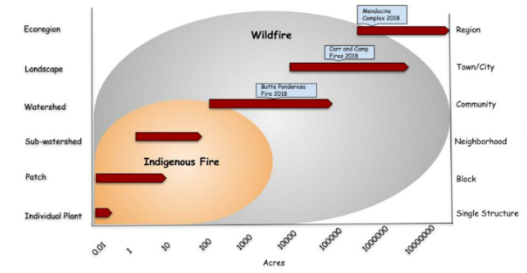 Mendocino
Complex 2018
Ecoregion
Wildfire
Region
Carr and Camp
Fires 2018
Landscape
Town/City
Butte Ponderosa
Fire 2018
Watershed
Community
Sub-watershed
Neighborhood
Indigenous Fire
Patch
Block
Individual Plant
Single Structure
0.01 1 10 100 1000 10000 100000 1000000 10000000
Acres